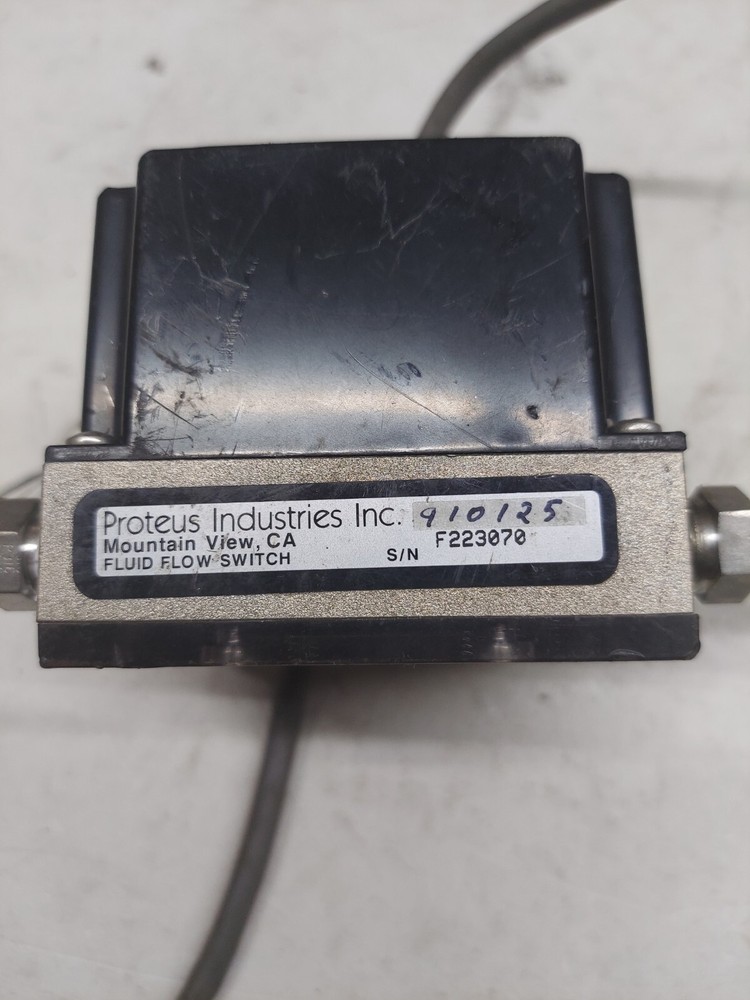 Proteus Industries Inc. 910125
Mountain View, CA
FLUID FLOW SWITCH S/N F223070